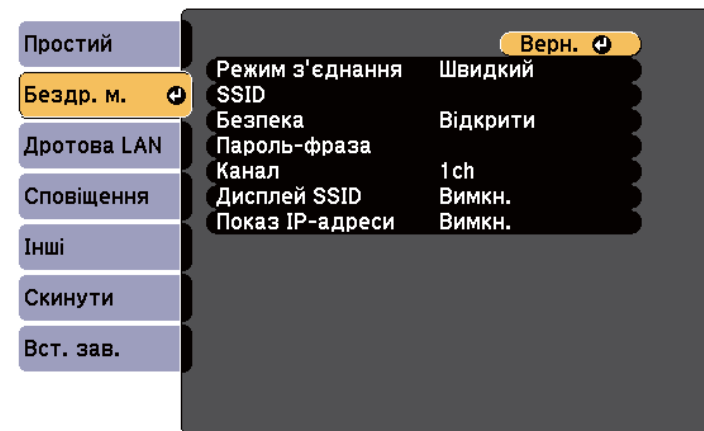 Простий
Бездр. м.
Дротова LAN
Сповіщення
Інші
Скинути
Вст. зав.
Верн.
Режим з'єднання Швидкий
SSID
Безпека Відкрити
Пароль-фраза
Канал 1ch
Дисплей SSID Вимкн.
Показ IP-адреси Вимкн.